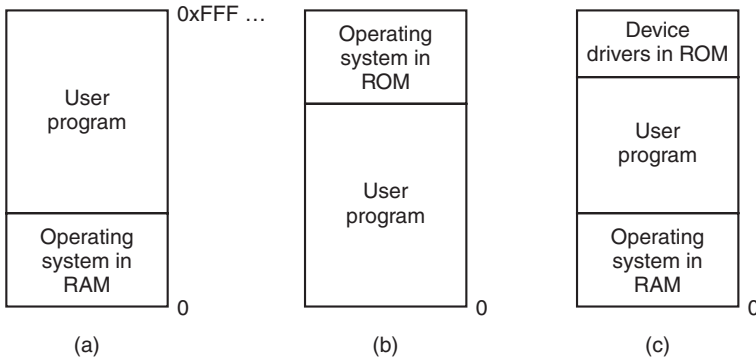 0xFFF …
User
program
Operating
system in
RAM
0
(a)
Operating
system in
ROM
User
program
0
(b)
Device
drivers in ROM
User
program
Operating
system in
RAM
0
(c)